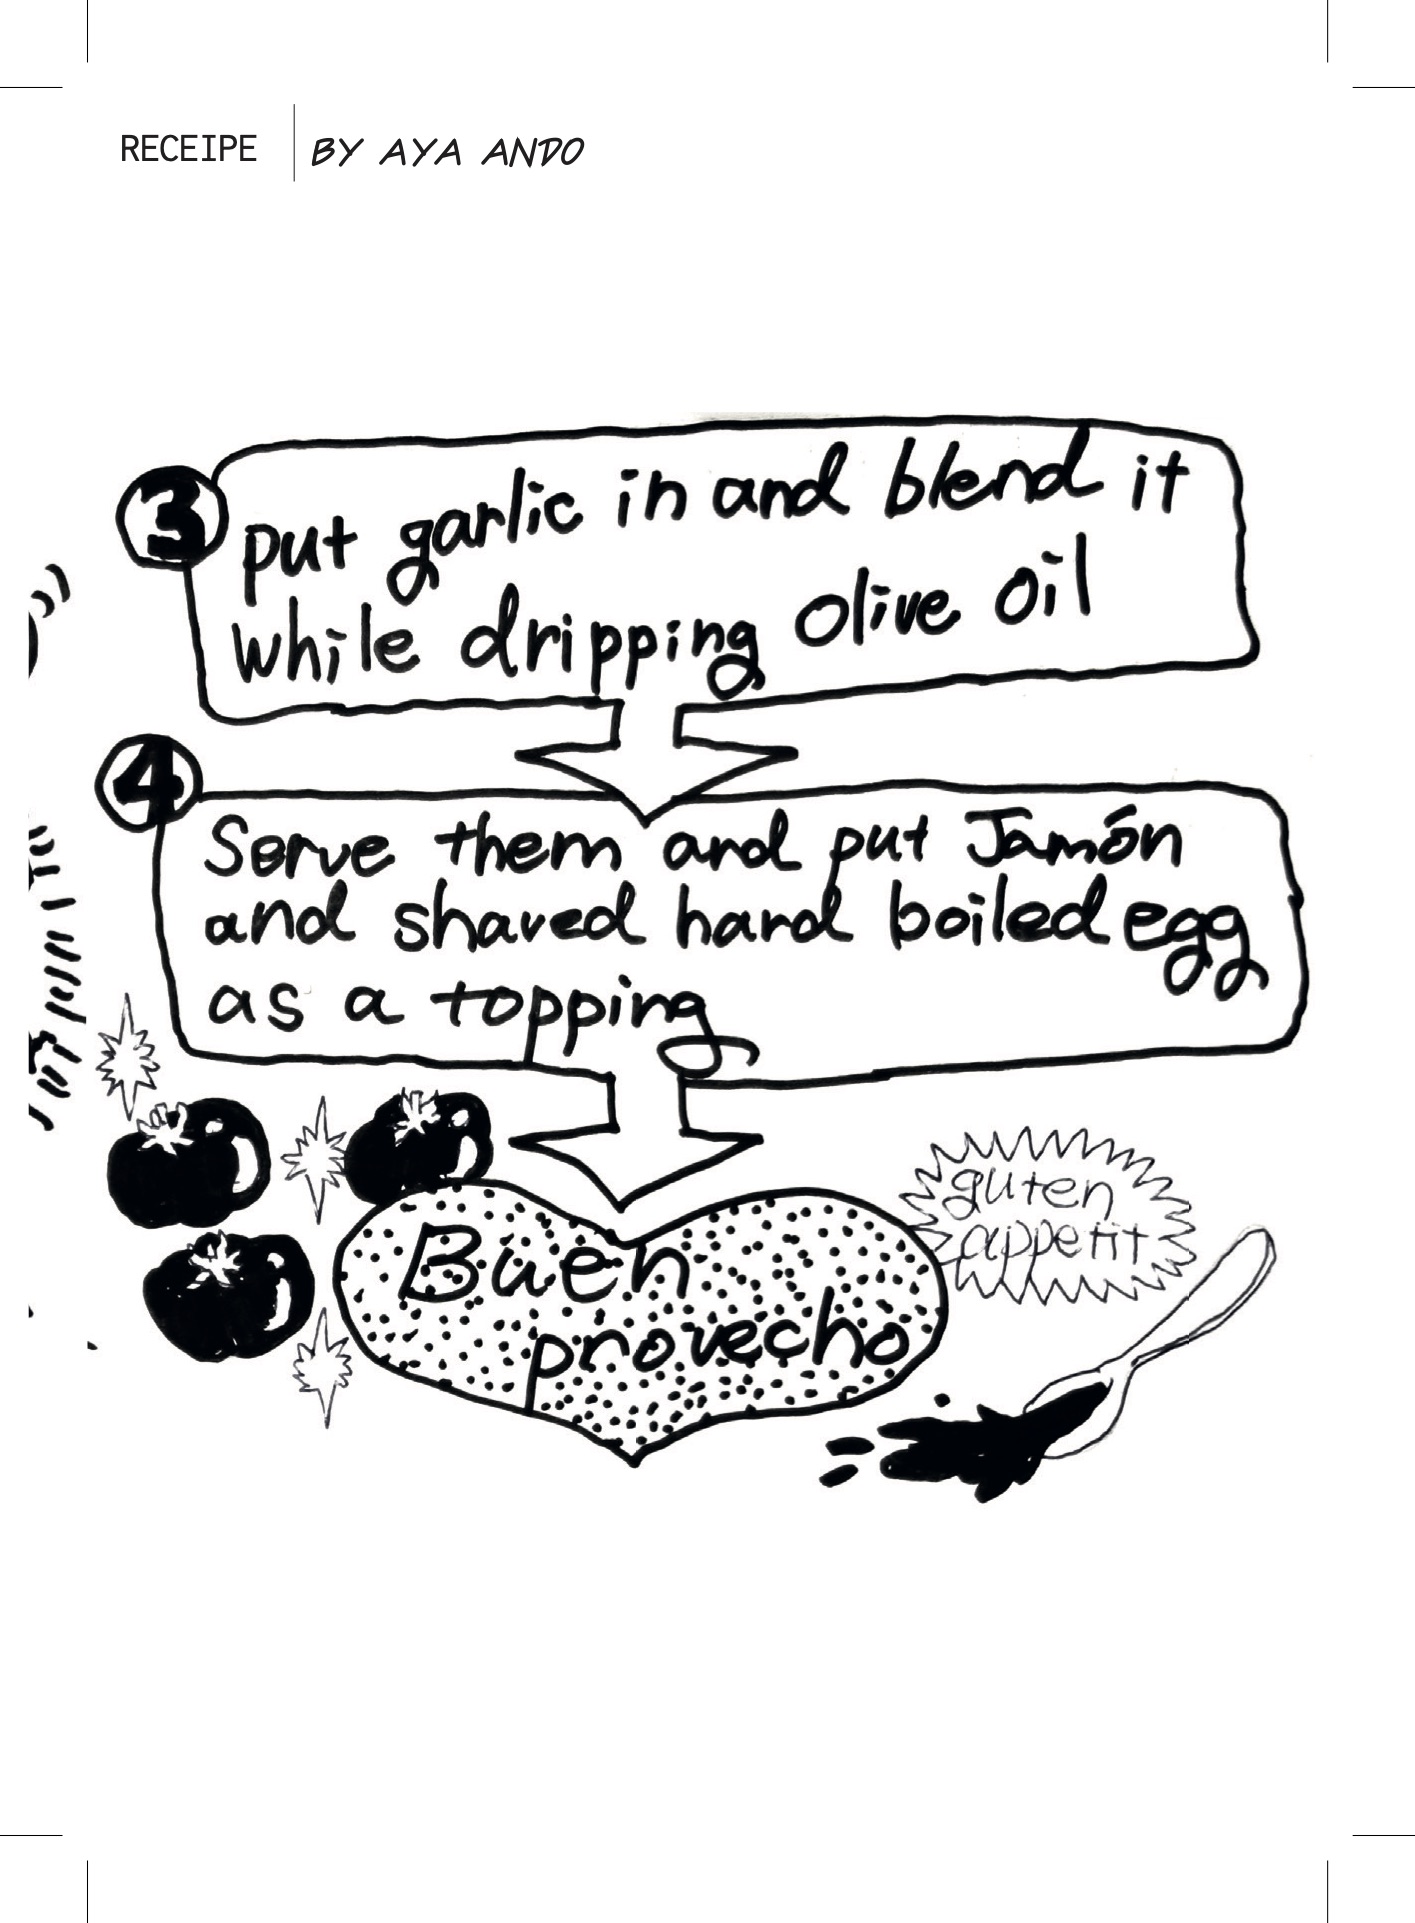 RECEIPE
BY AYA ANDO
3
put garlic in and blend it
while dripping olive oil
4
Serve them and put Jamón
and shaved hard boiled egg
as a topping
Buen
provecho
guten
appetit